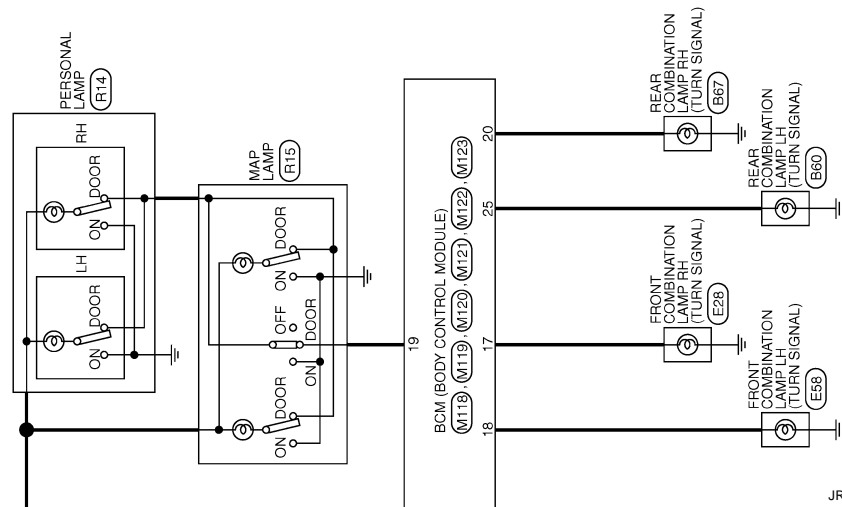 PERSONAL
LAMP
R14
RH
DOOR
ON
LH
DOOR
ON
MAP
LAMP
R15
DOOR
ON
OFF
DOOR
ON
DOOR
ON
19
BCM (BODY CONTROL MODULE)
M118 , M119 , M120 , M121 , M122 , M123
20
25
17
18
REAR
COMBINATION
LAMP RH
(TURN SIGNAL)
B67
REAR
COMBINATION
LAMP LH
(TURN SIGNAL)
B60
FRONT
COMBINATION
LAMP RH
(TURN SIGNAL)
E28
FRONT
COMBINATION
LAMP LH
(TURN SIGNAL)
E58
JR